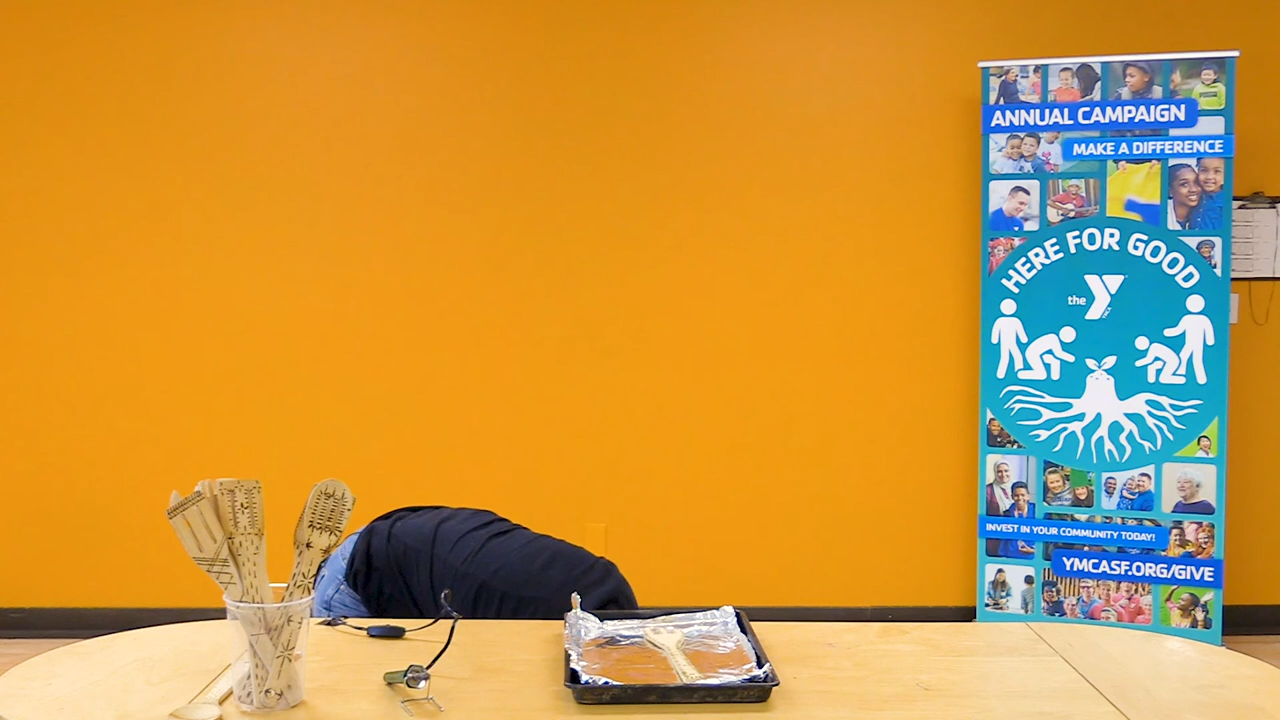 ANNUAL CAMPAIGN
MAKE A DIFFERENCE
HERE FOR GOOD
the Y
INVEST IN YOUR COMMUNITY TODAY!
YMCASF.ORG/GIVE